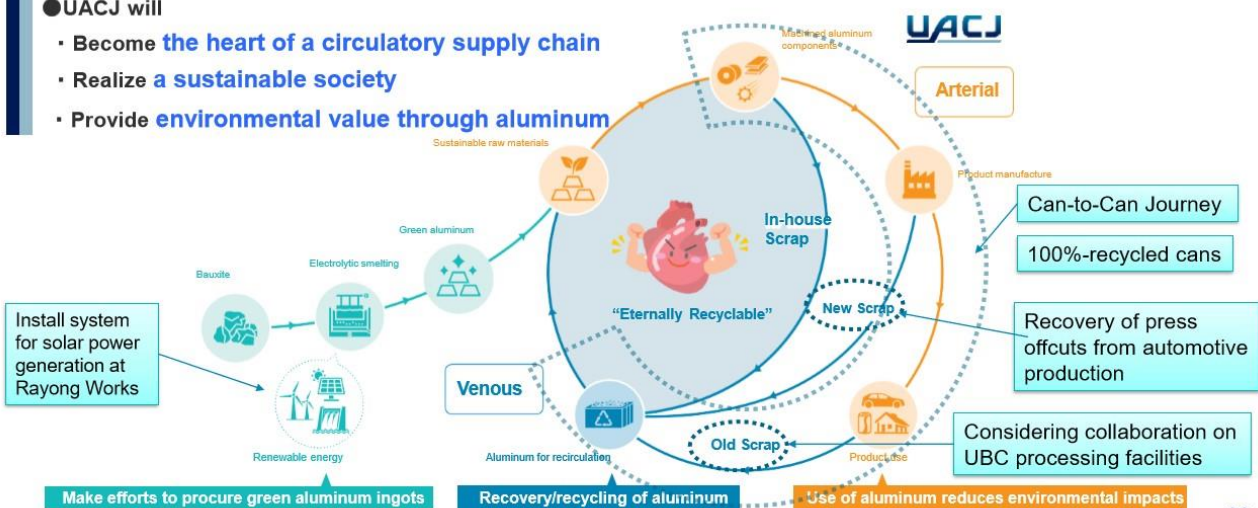 ●UACJ will
・Become the heart of a circulatory supply chain
・Realize a sustainable society
・Provide environmental value through aluminum
UACJ
Machined aluminum
components
Arterial
Sustainable raw materials
Product manufacture
Can-to-Can Journey
100%-recycled cans
In-house
Scrap
Green aluminum
Electrolytic smelting
Bauxite
Install system
for solar power
generation at
Rayong Works
"Eternally Recyclable"
New Scrap
Recovery of press
offcuts from automotive
production
Venous
Old Scrap
Considering collaboration on
UBC processing facilities
Renewable energy
Aluminum for recirculation
Product use
Make efforts to procure green aluminum ingots
Recovery/recycling of aluminum
Use of aluminum reduces environmental impacts